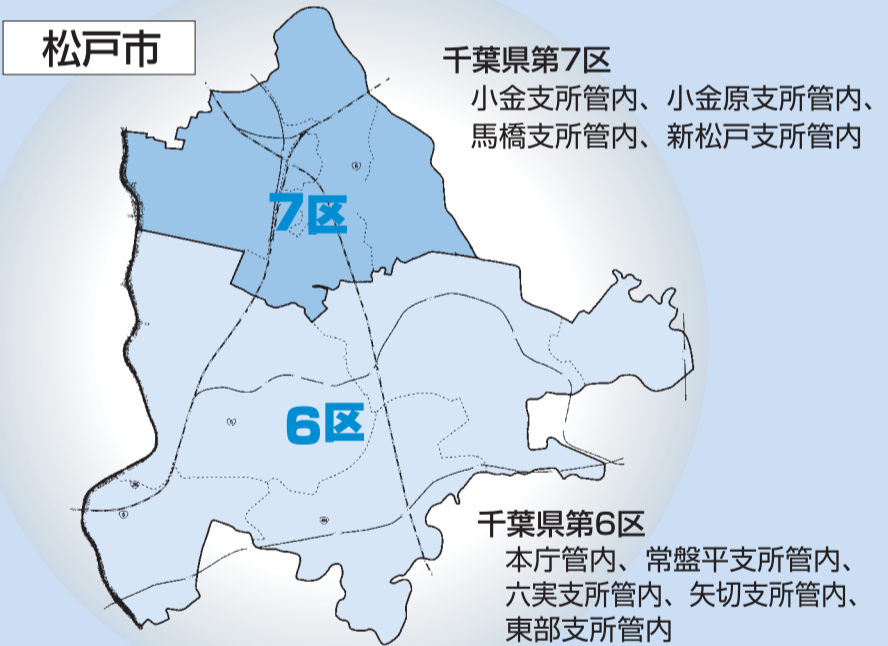 松戸市
千葉県第7区
小金支所管内、小金原支所管内、
馬橋支所管内、新松戸支所管内
7区
6区
千葉県第6区
本庁管内、常盤平支所管内、
六実支所管内、矢切支所管内、
東部支所管内